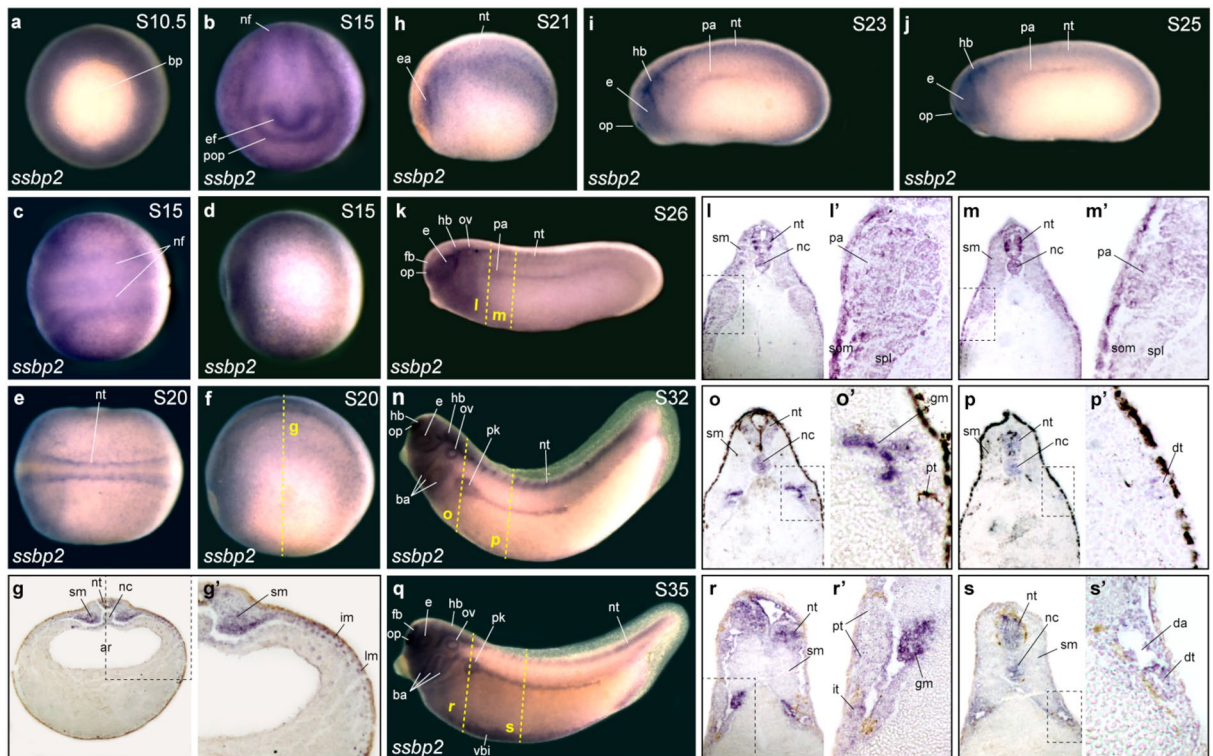 a S10.5
bp
ssbp2
b nf S15
ef
pop
ssbp2
h nt S21
ea
ssbp2
i pa nt S23
hb
e
op
ssbp2
j pa nt S25
hb
e
op
ssbp2
c S15
nf
ssbp2
d S15
ssbp2
k hb ov pa nt S26
e
fb
op
l m
ssbp2
l
sm nt
nc
l'
pa
som spl
m
sm nt
nc
m'
pa
som spl
e S20
nt
ssbp2
f S20
g
ssbp2
n e hb ov S32
hb
op
pk nt
ba
o p
ssbp2
o
sm nt
nc
o' gm
pt
p
sm nt
nc
p'
dt
g nt nc
sm
ar
g'
sm
im
lm
q e hb ov S35
fb
op
pk nt
ba
r s
vbi
ssbp2
r
nt
sm
r'
pt
it
gm
s
nt
nc
sm
s'
da
dt